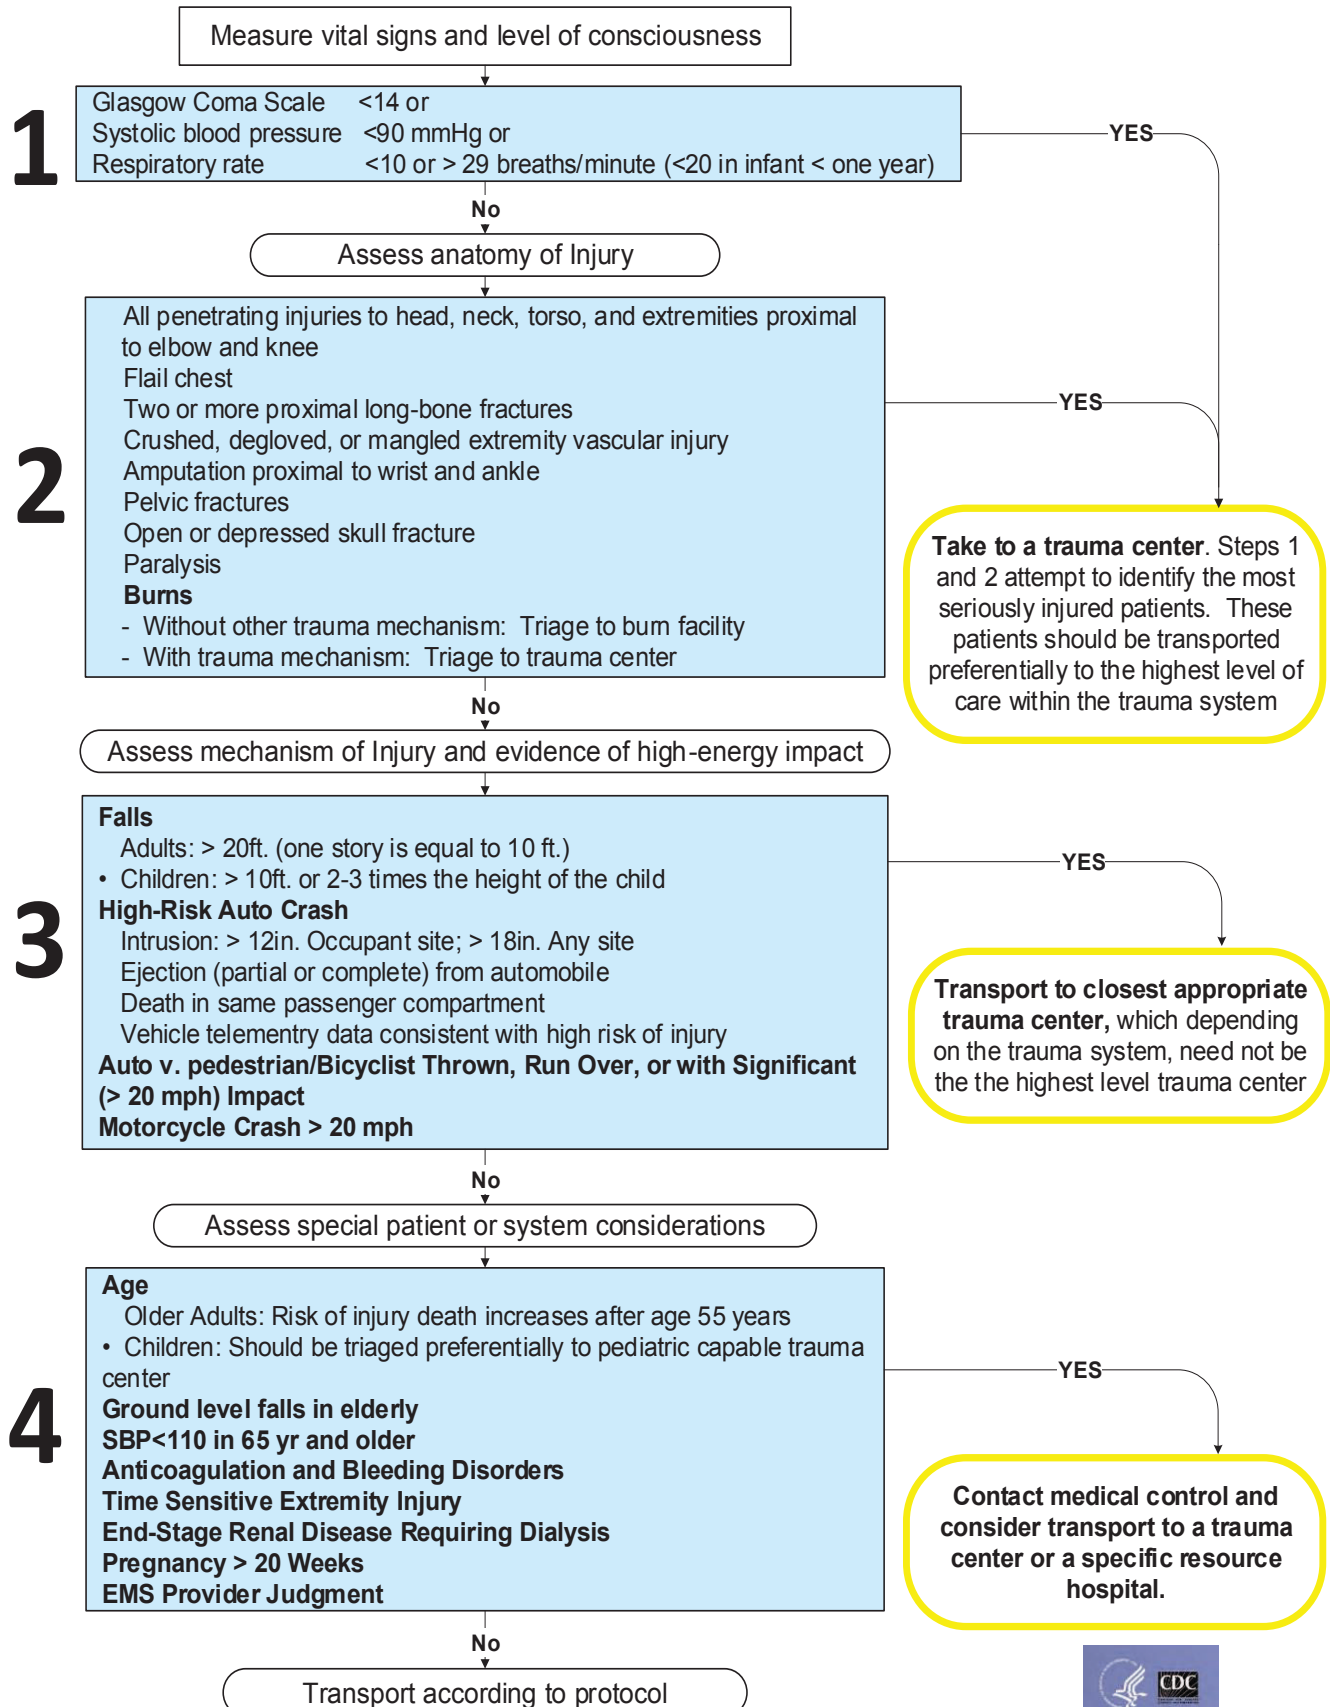 Measure vital signs and level of consciousness
1
Glasgow Coma Scale <14 or
Systolic blood pressure <90 mmHg or
Respiratory rate <10 or > 29 breaths/minute (<20 in infant < one year)
YES
No
Assess anatomy of Injury
2
All penetrating injuries to head, neck, torso, and extremities proximal
to elbow and knee
Flail chest
Two or more proximal long-bone fractures
Crushed, degloved, or mangled extremity vascular injury
Amputation proximal to wrist and ankle
Pelvic fractures
Open or depressed skull fracture
Paralysis
Burns
- Without other trauma mechanism: Triage to burn facility
- With trauma mechanism: Triage to trauma center
YES
Take to a trauma center. Steps 1
and 2 attempt to identify the most
seriously injured patients. These
patients should be transported
preferentially to the highest level of
care within the trauma system
No
Assess mechanism of Injury and evidence of high-energy impact
3
Falls
Adults: > 20ft. (one story is equal to 10 ft.)
• Children: > 10ft. or 2-3 times the height of the child
High-Risk Auto Crash
Intrusion: > 12in. Occupant site; > 18in. Any site
Ejection (partial or complete) from automobile
Death in same passenger compartment
Vehicle telementry data consistent with high risk of injury
Auto v. pedestrian/Bicyclist Thrown, Run Over, or with Significant
(> 20 mph) Impact
Motorcycle Crash > 20 mph
YES
Transport to closest appropriate
trauma center, which depending
on the trauma system, need not be
the the highest level trauma center
No
Assess special patient or system considerations
4
Age
Older Adults: Risk of injury death increases after age 55 years
• Children: Should be triaged preferentially to pediatric capable trauma
center
Ground level falls in elderly
SBP<110 in 65 yr and older
Anticoagulation and Bleeding Disorders
Time Sensitive Extremity Injury
End-Stage Renal Disease Requiring Dialysis
Pregnancy > 20 Weeks
EMS Provider Judgment
YES
Contact medical control and
consider transport to a trauma
center or a specific resource
hospital.
No
Transport according to protocol
CDC